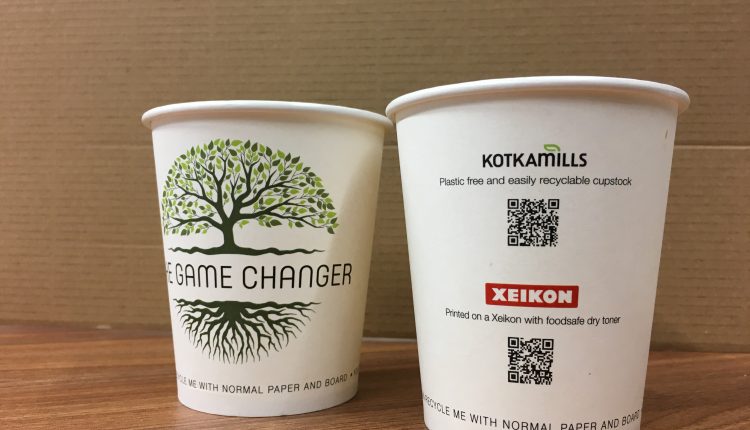 GAME CHANGER
CYCLE ME WITH NORMAL PAPER AND BOARD •
KOTKAMILLS
Plastic free and easily recyclable cupstock
XEIKON
Printed on a Xeikon with foodsafe dry toner
RECYCLE ME WITH NORMAL PAPER AND BOARD